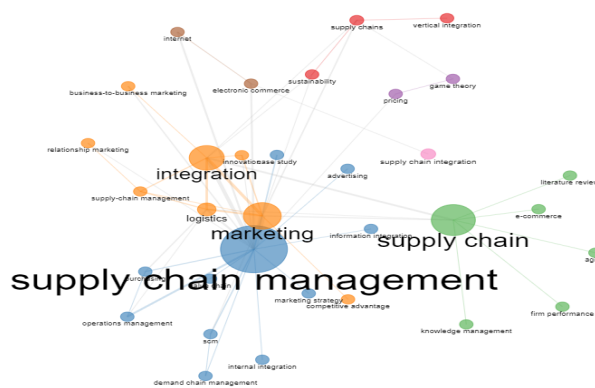 supply chains
vertical integration
internet
sustainability
game theory
business-to-business marketing
electronic commerce
pricing
relationship marketing
innovation
case study
supply chain integration
integration
advertising
literature review
supply-chain management
logistics
e-commerce
marketing
information integration
supply chain
supply chain management
purchasing
marketing strategy
competitive advantage
operations management
firm performance
knowledge management
scm
internal integration
demand chain management